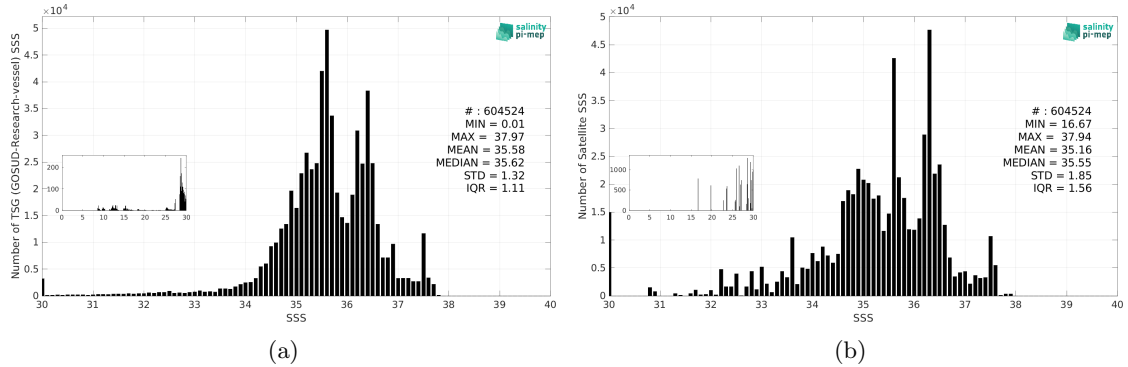 ×10^4
5
4.5
4
3.5
3
2.5
2
1.5
1
0.5
0
Number of TSG (GOSUD-Research-vessel) SSS
salinity
pi-mep
# : 604524
MIN = 0.01
MAX = 37.97
MEAN = 35.58
MEDIAN = 35.62
STD = 1.32
IQR = 1.11
200
100
0
0 5 10 15 20 25 30
30 31 32 33 34 35 36 37 38 39 40
SSS
(a)
×10^4
5
4.5
4
3.5
3
2.5
2
1.5
1
0.5
0
Number of Satellite SSS
salinity
pi-mep
# : 604524
MIN = 16.67
MAX = 37.94
MEAN = 35.16
MEDIAN = 35.55
STD = 1.85
IQR = 1.56
1000
500
0
0 5 10 15 20 25 30
30 31 32 33 34 35 36 37 38 39 40
SSS
(b)